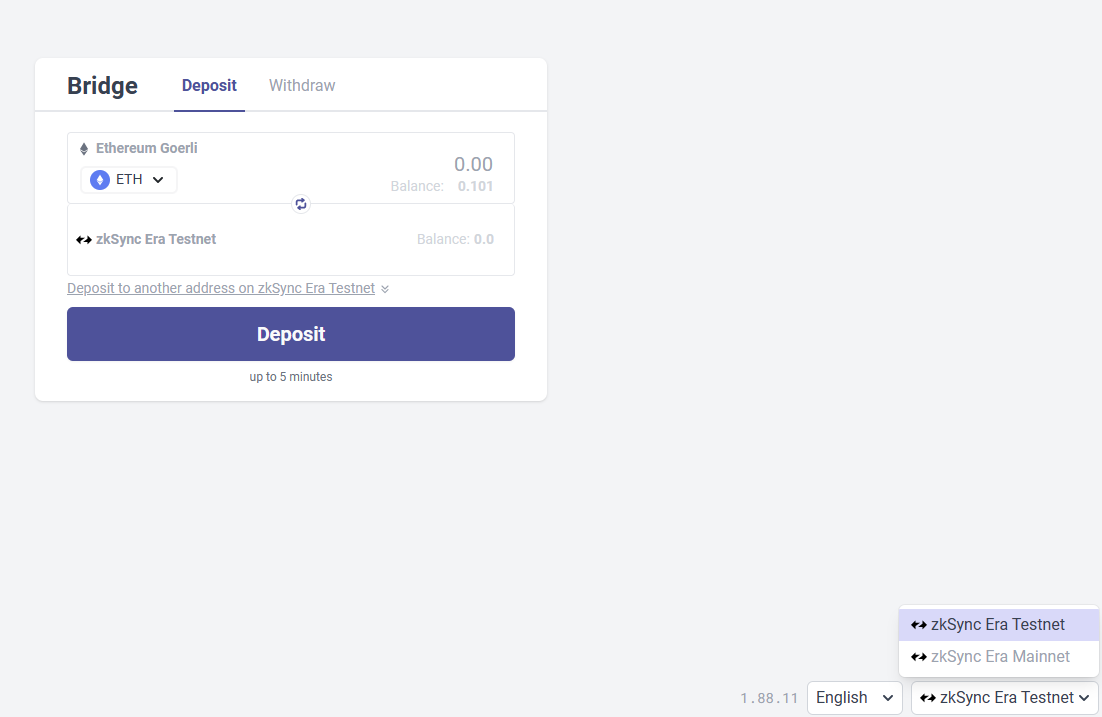 Bridge Deposit Withdraw
Ethereum Goerli
0.00
ETH
Balance: 0.101
zkSync Era Testnet Balance: 0.0
Deposit to another address on zkSync Era Testnet
Deposit
up to 5 minutes
zkSync Era Testnet
zkSync Era Mainnet
1.88.11 English zkSync Era Testnet